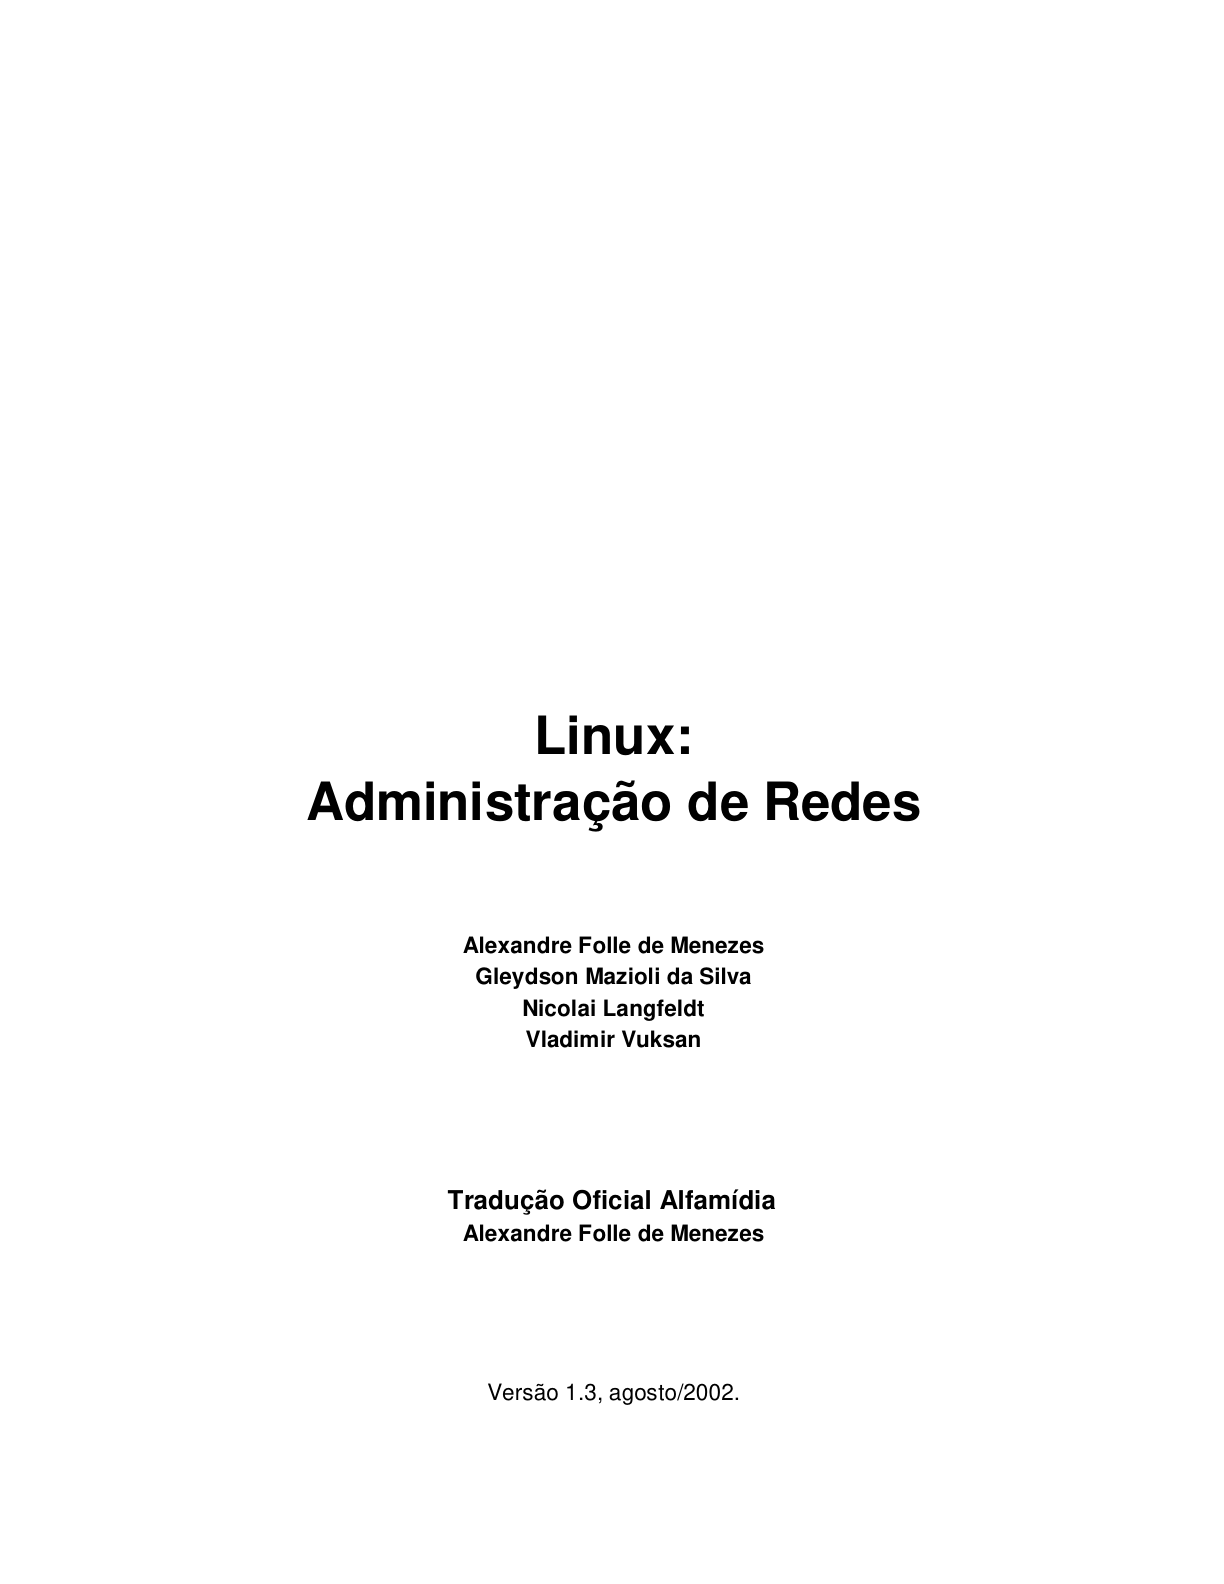 Linux:
Administração de Redes
Alexandre Folle de Menezes
Gleydson Mazioli da Silva
Nicolai Langfeldt
Vladimir Vuksan
Tradução Oficial Alfamídia
Alexandre Folle de Menezes
Versão 1.3, agosto/2002.